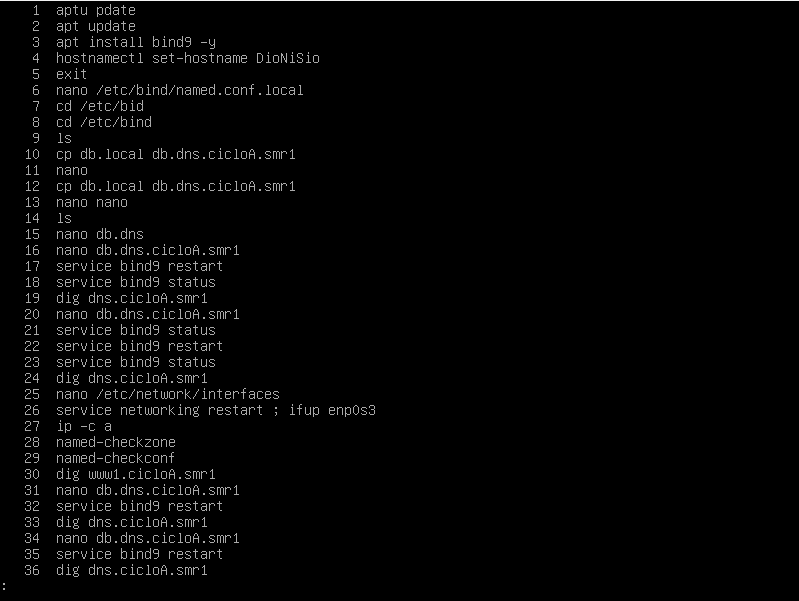 1 aptu pdate
2 apt update
3 apt install bind9 -y
4 hostnamectl set-hostname DioNiSio
5 exit
6 nano /etc/bind/named.conf.local
7 cd /etc/bid
8 cd /etc/bind
9 ls
10 cp db.local db.dns.cicloA.smr1
11 nano
12 cp db.local db.dns.cicloA.smr1
13 nano nano
14 ls
15 nano db.dns
16 nano db.dns.cicloA.smr1
17 service bind9 restart
18 service bind9 status
19 dig dns.cicloA.smr1
20 nano db.dns.cicloA.smr1
21 service bind9 status
22 service bind9 restart
23 service bind9 status
24 dig dns.cicloA.smr1
25 nano /etc/network/interfaces
26 service networking restart ; ifup enp0s3
27 ip -c a
28 named-checkzone
29 named-checkconf
30 dig www1.cicloA.smr1
31 nano db.dns.cicloA.smr1
32 service bind9 restart
33 dig dns.cicloA.smr1
34 nano db.dns.cicloA.smr1
35 service bind9 restart
36 dig dns.cicloA.smr1
: